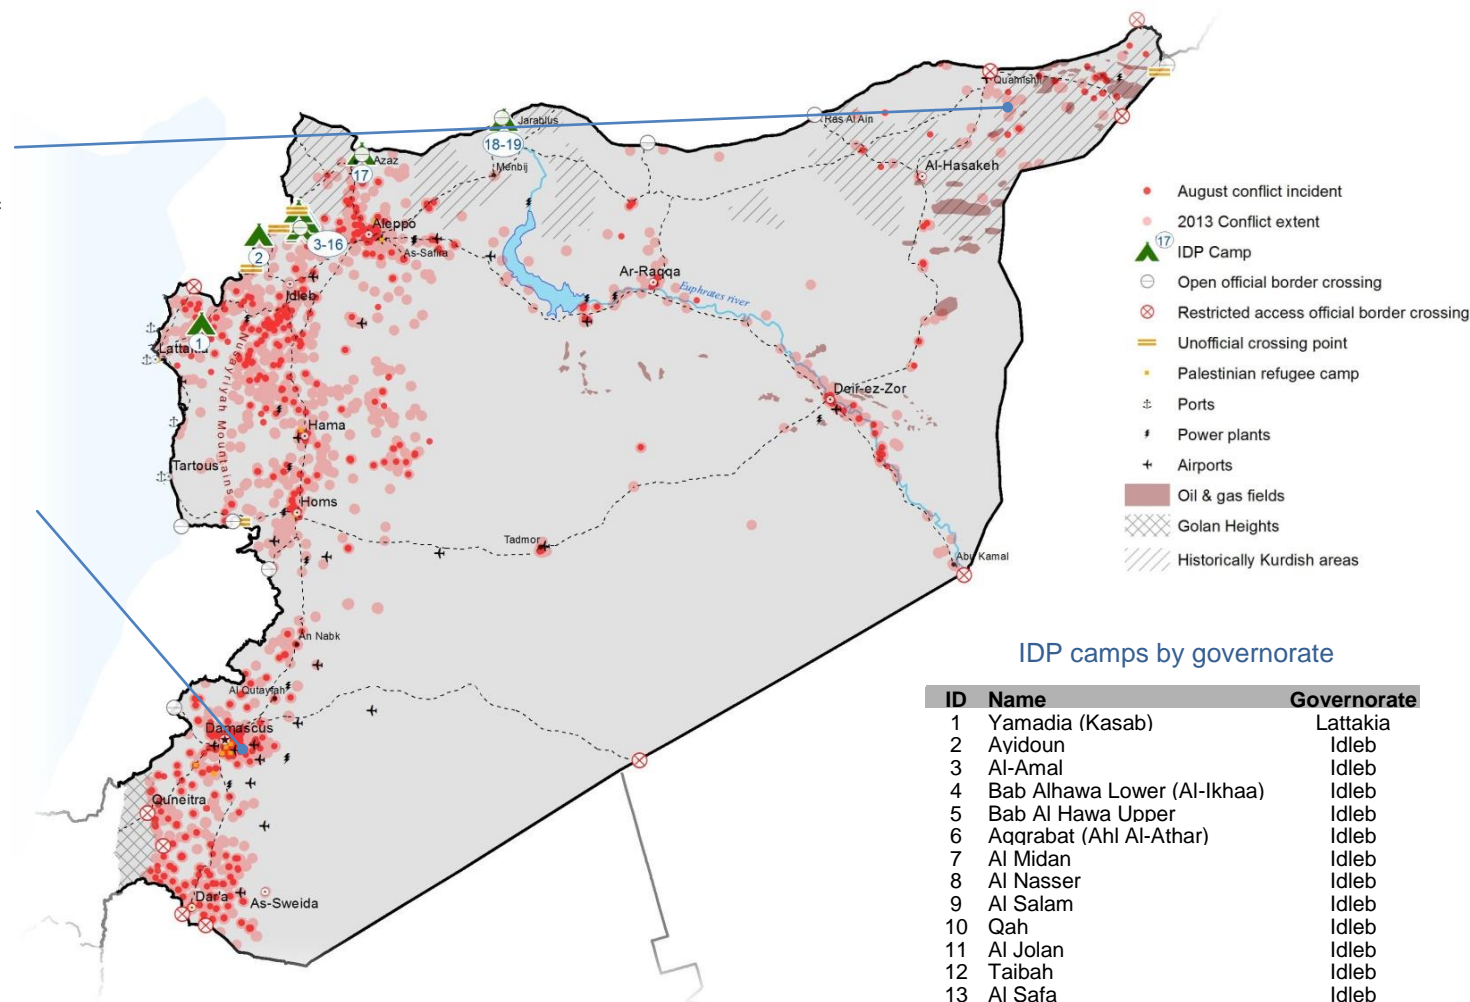 Quamishli
Jarablus
Ras Al Ain
18-19
Azaz
Menbij
17
Al-Hasakeh
Aleppo
3-16
2
As-Safira
Idleb
Ar-Raqqa
Euphrates river
1
Lattakia
Nusayriyah Mountains
Deir-ez-Zor
Hama
Tartous
Homs
Tadmor
Abu Kamal
An Nabk
Al Qutayfah
Damascus
Quneitra
Dar'a
As-Sweida
August conflict incident
2013 Conflict extent
17
IDP Camp
Open official border crossing
Restricted access official border crossing
Unofficial crossing point
Palestinian refugee camp
Ports
Power plants
Airports
Oil & gas fields
Golan Heights
Historically Kurdish areas
IDP camps by governorate
ID Name Governorate
1 Yamadia (Kasab) Lattakia
2 Ayidoun Idleb
3 Al-Amal Idleb
4 Bab Alhawa Lower (Al-Ikhaa) Idleb
5 Bab Al Hawa Upper Idleb
6 Aqqrabat (Ahl Al-Athar) Idleb
7 Al Midan Idleb
8 Al Nasser Idleb
9 Al Salam Idleb
10 Qah Idleb
11 Al Jolan Idleb
12 Taibah Idleb
13 Al Safa Idleb